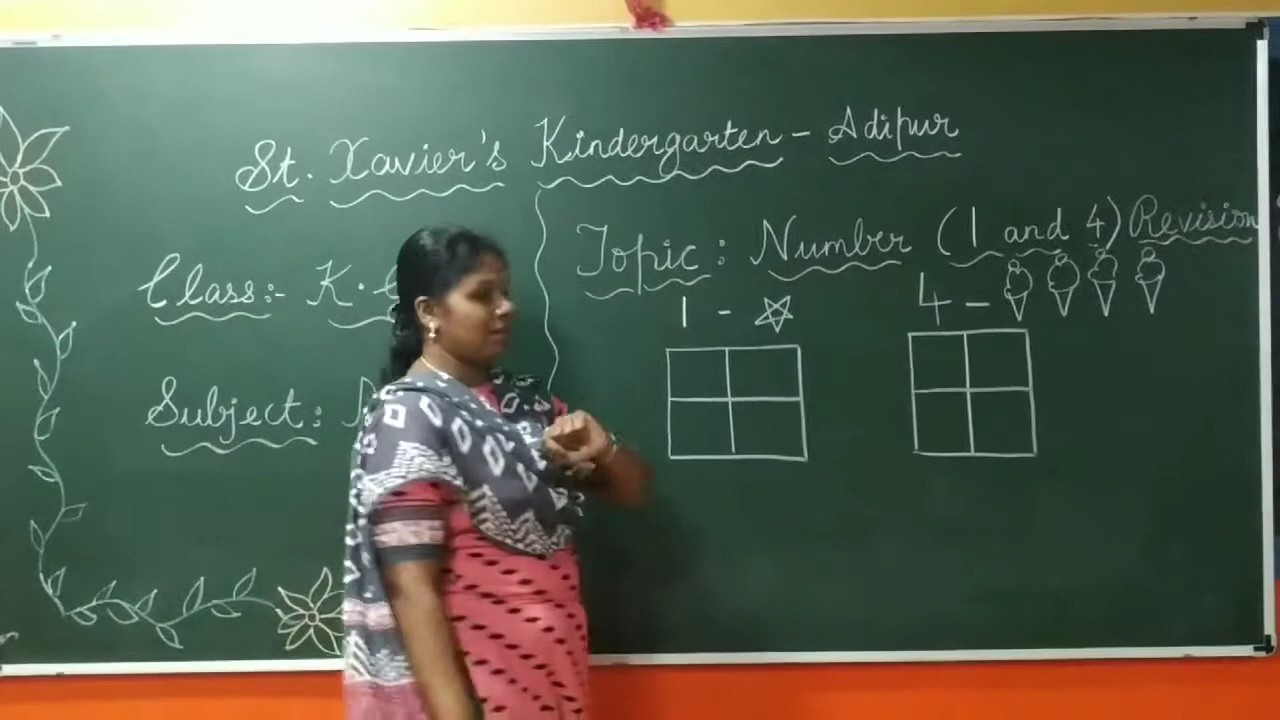 St. Xavier's Kindergarten - Adipur
Class:- K.
Topic: Number (1 and 4) Revision
1 -
4 -
Subject: